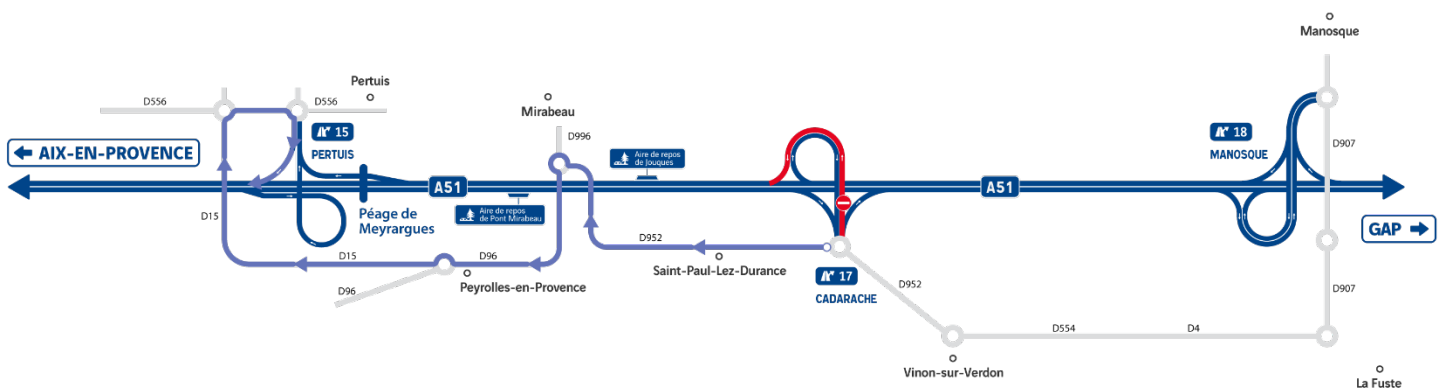 Manosque
Pertuis
D556
D556
Mirabeau
15
PERTUIS
D996
18
MANOSQUE
D907
← AIX-EN-PROVENCE
Aire de repos
de Jouques
A51
A51
Péage de
Meyrargues
Aire de repos
de Pont Mirabeau
D15
GAP →
D952
D15
D96
Saint-Paul-Lez-Durance
17
CADARACHE
D96
Peyrolles-en-Provence
D952
D907
D554
D4
Vinon-sur-Verdon
La Fuste